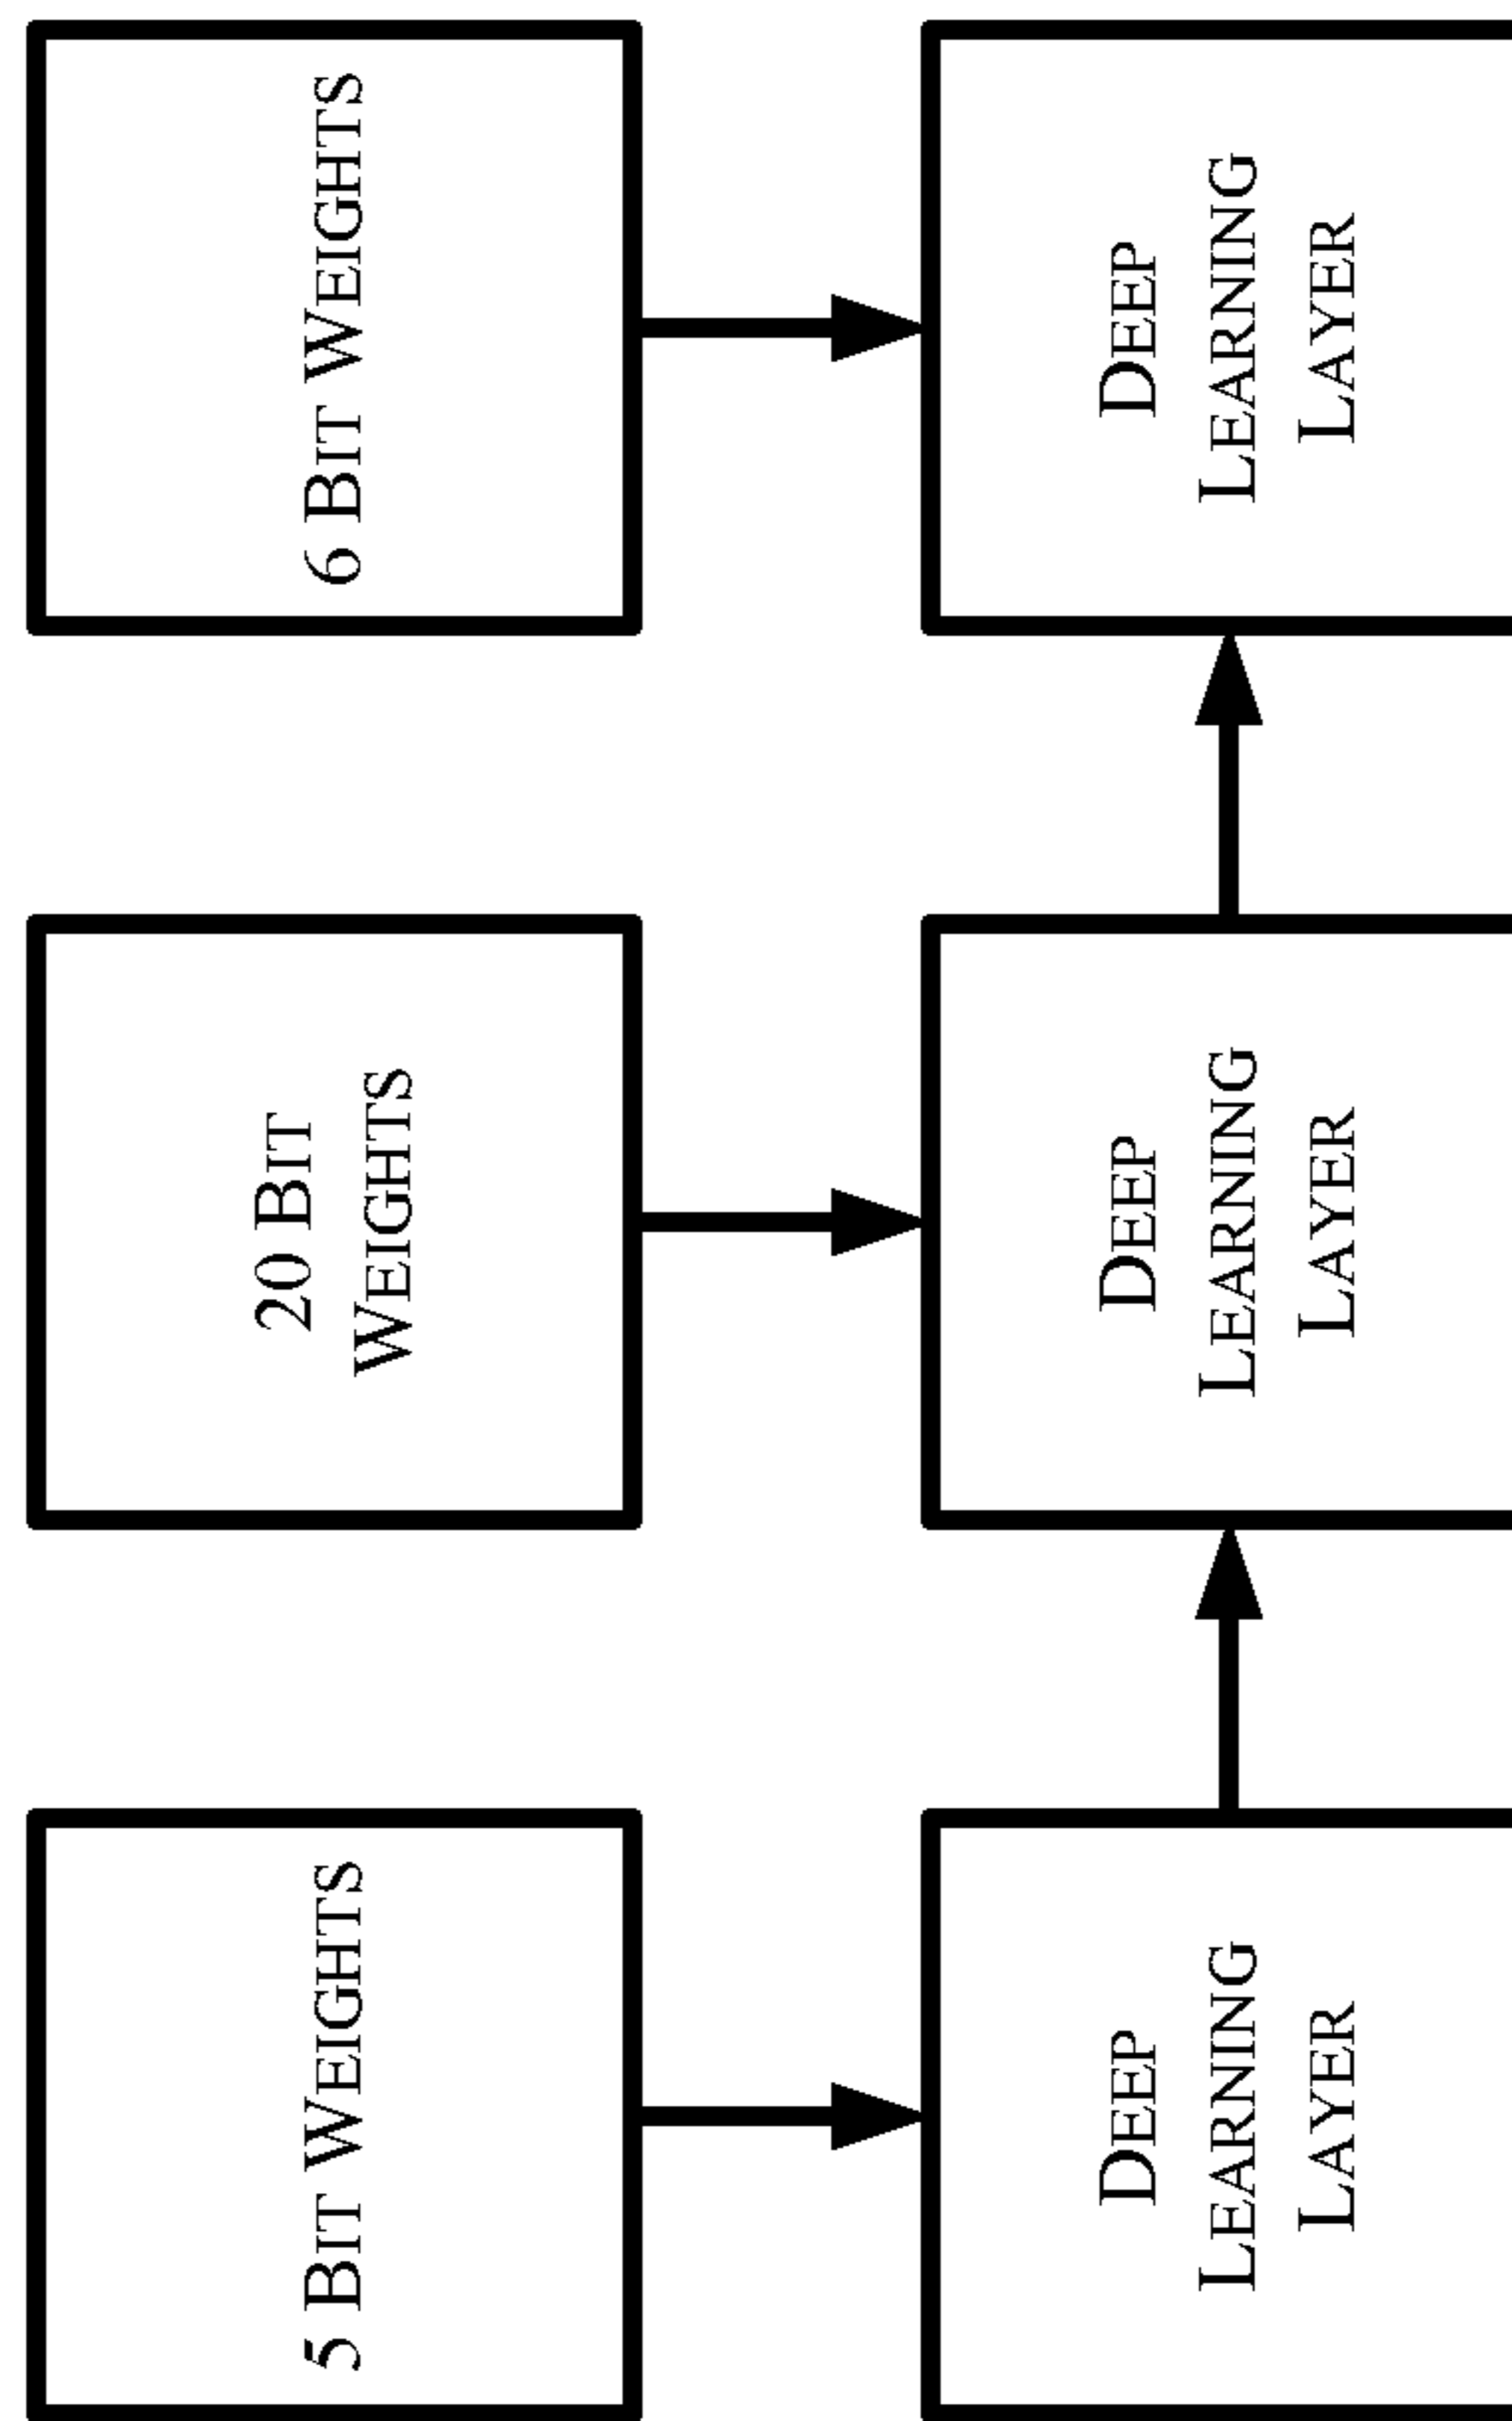 5 BIT WEIGHTS
20 BIT
WEIGHTS
6 BIT WEIGHTS
DEEP
LEARNING
LAYER
DEEP
LEARNING
LAYER
DEEP
LEARNING
LAYER